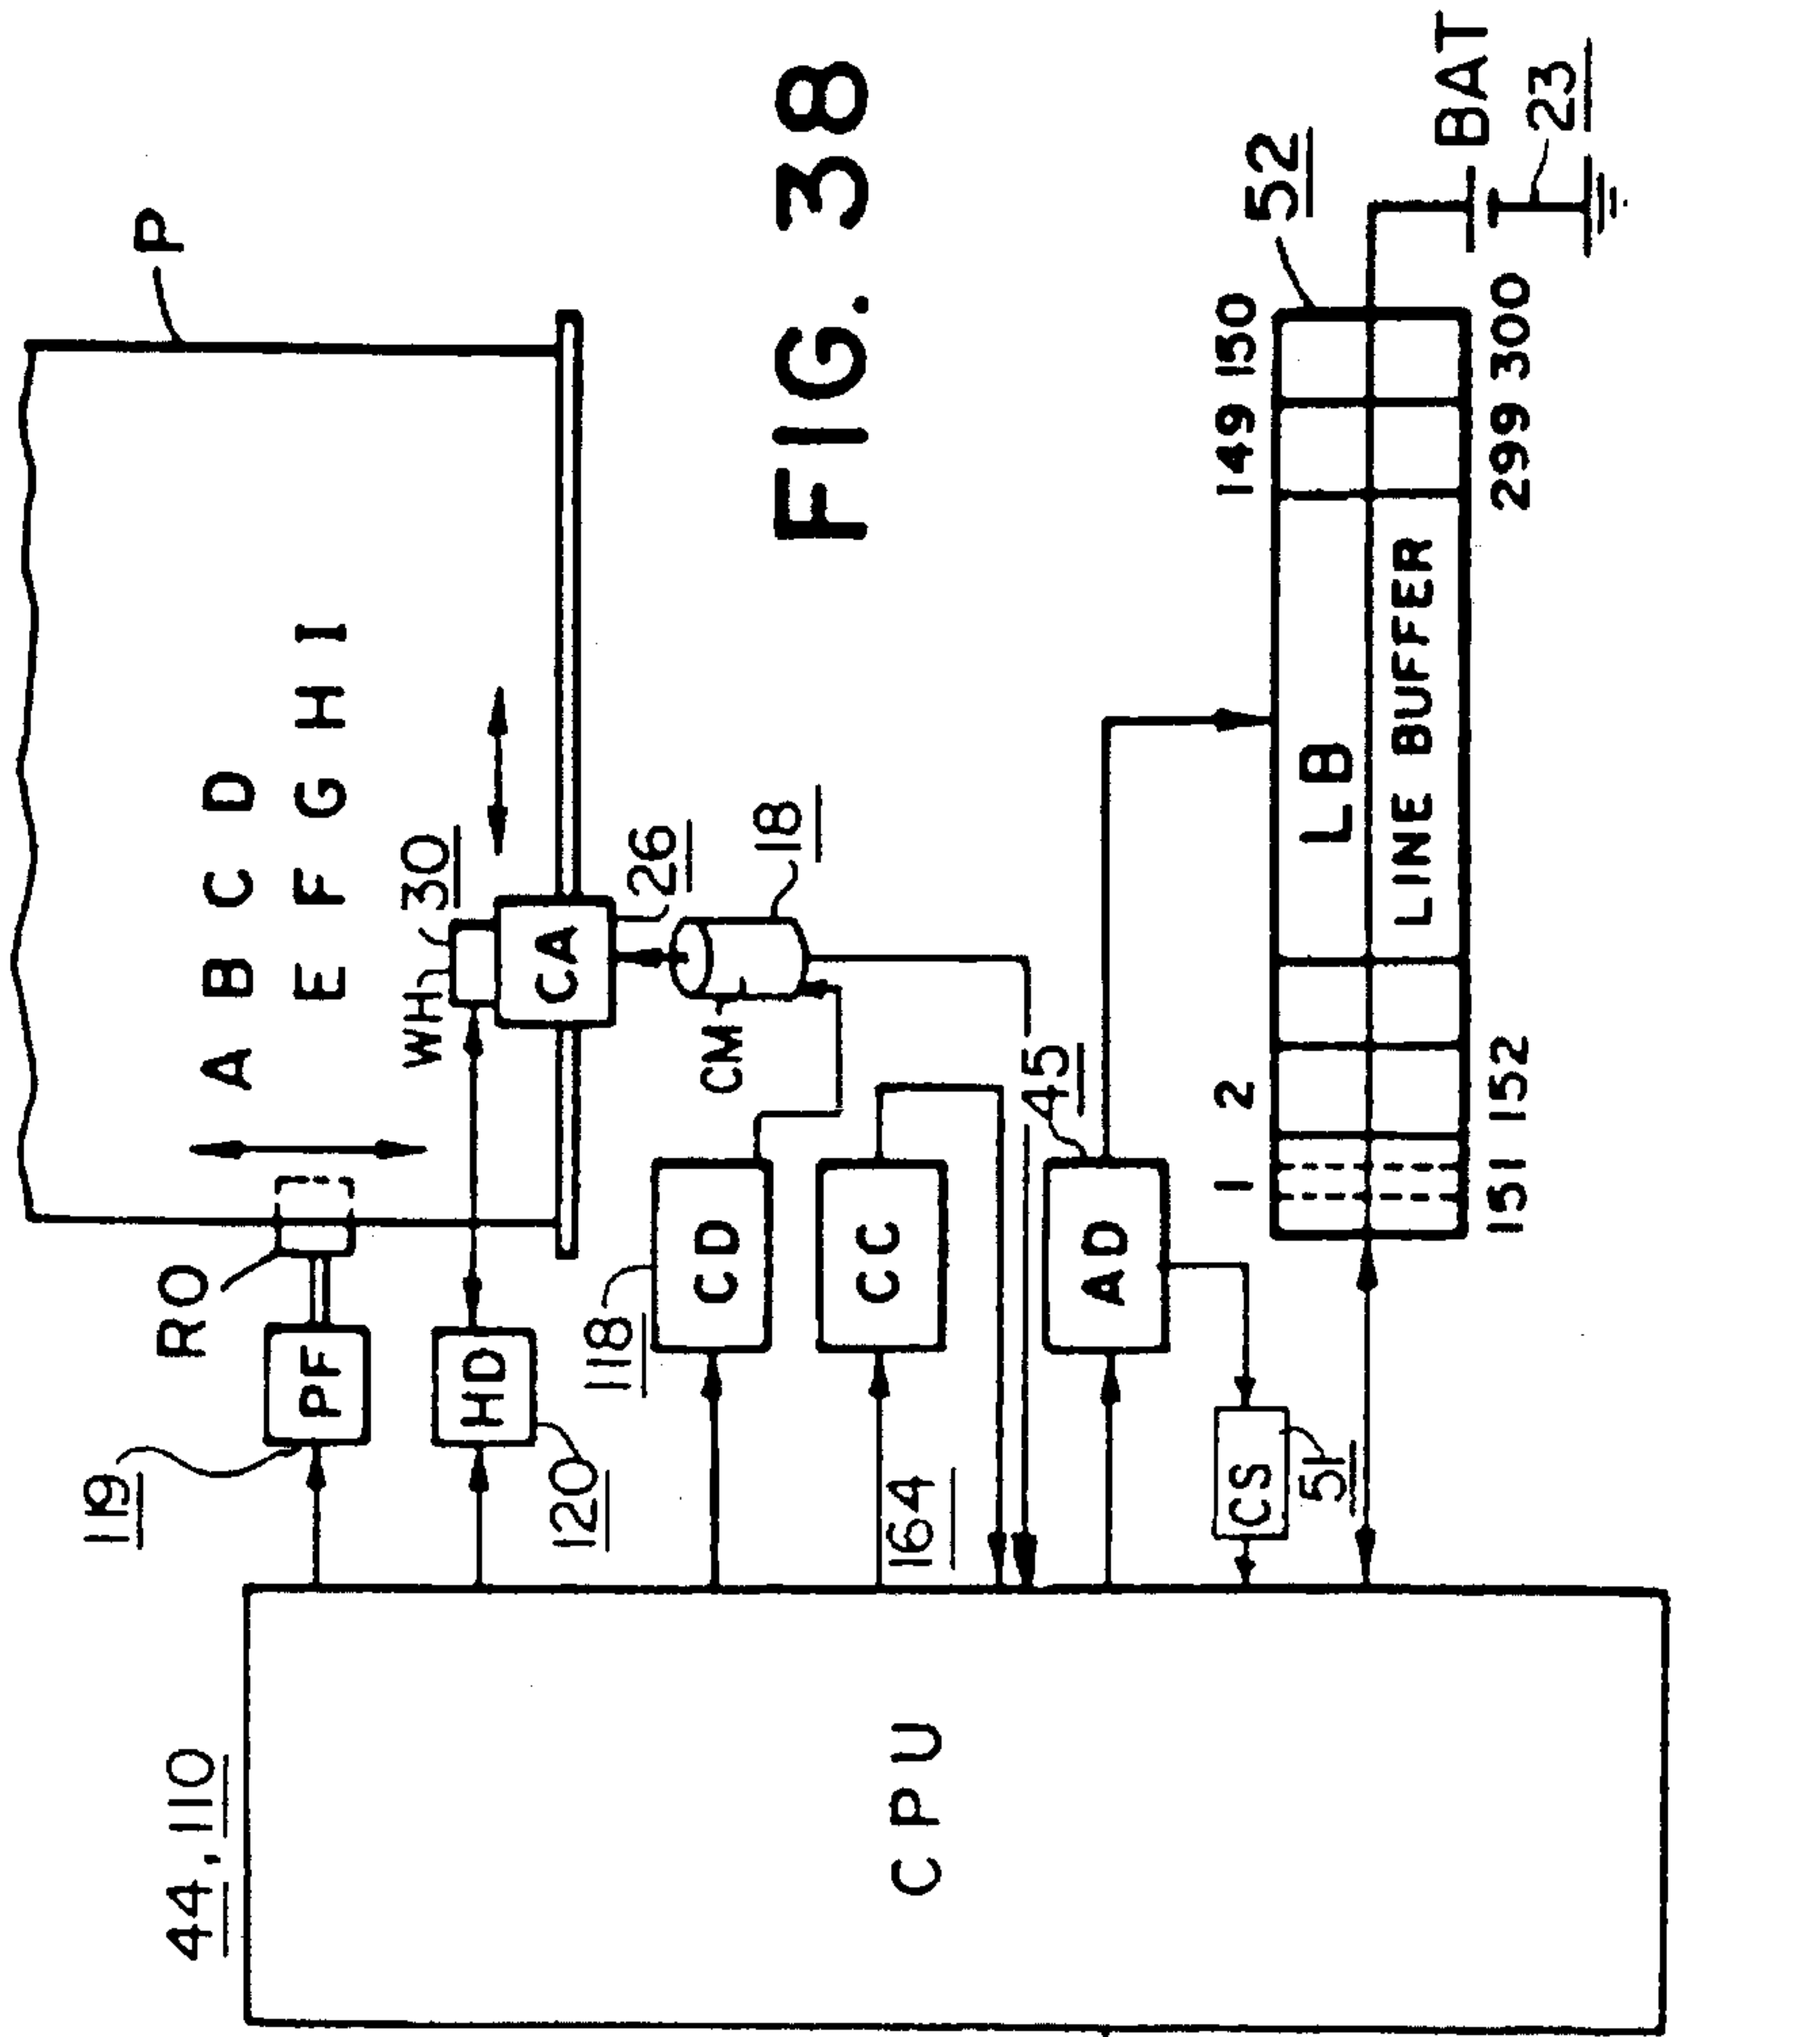 44, 110
CPU
119
PF
RO
P
A B C D
E F G H I
HD
120
WH
30
CA
26
118
CD
CM
18
164
CC
FIG. 38
45
AD
CS
51
1 2
149 150
LB
LINE BUFFER
151 152
299 300
52
BAT
23